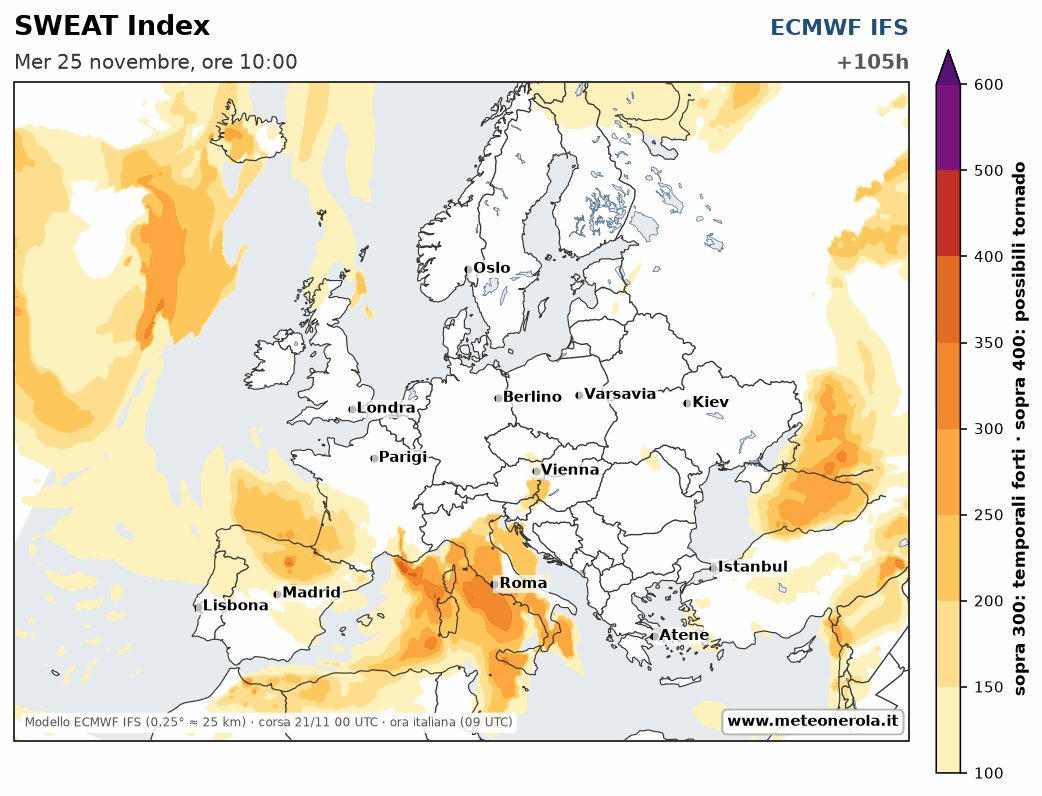 SWEAT Index
ECMWF IFS
Mer 25 novembre, ore 10:00
+105h
Oslo
Londra
Berlino
Varsavia
Kiev
Parigi
Vienna
Istanbul
Roma
Madrid
Lisbona
Atene
Modello ECMWF IFS (0,25° ≈ 25 km) · corsa 21/11 00 UTC · ora italiana (09 UTC)
www.meteonerola.it
600
500
400
350
300
250
200
150
100
sopra 300: temporali forti · sopra 400: possibili tornado